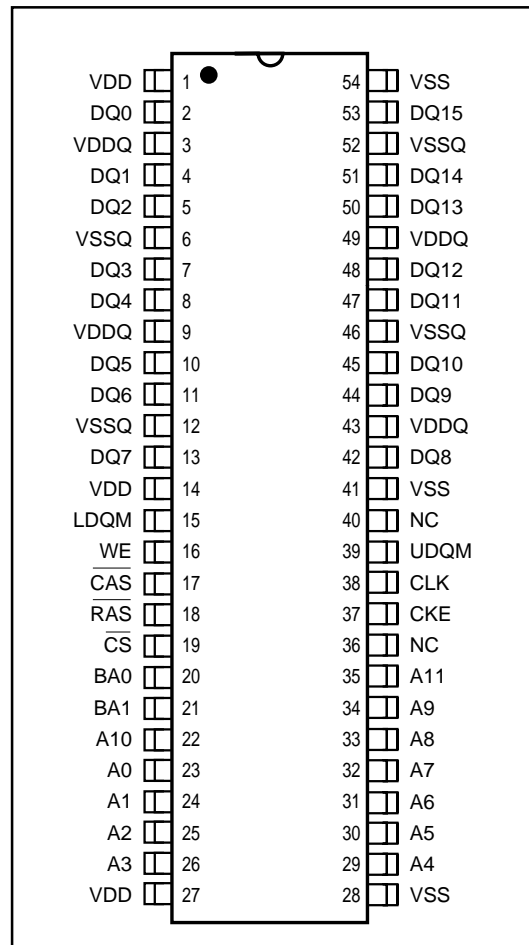 VDD 1 54 VSS
DQ0 2 53 DQ15
VDDQ 3 52 VSSQ
DQ1 4 51 DQ14
DQ2 5 50 DQ13
VSSQ 6 49 VDDQ
DQ3 7 48 DQ12
DQ4 8 47 DQ11
VDDQ 9 46 VSSQ
DQ5 10 45 DQ10
DQ6 11 44 DQ9
VSSQ 12 43 VDDQ
DQ7 13 42 DQ8
VDD 14 41 VSS
LDQM 15 40 NC
WE 16 39 UDQM
CAS 17 38 CLK
RAS 18 37 CKE
CS 19 36 NC
BA0 20 35 A11
BA1 21 34 A9
A10 22 33 A8
A0 23 32 A7
A1 24 31 A6
A2 25 30 A5
A3 26 29 A4
VDD 27 28 VSS